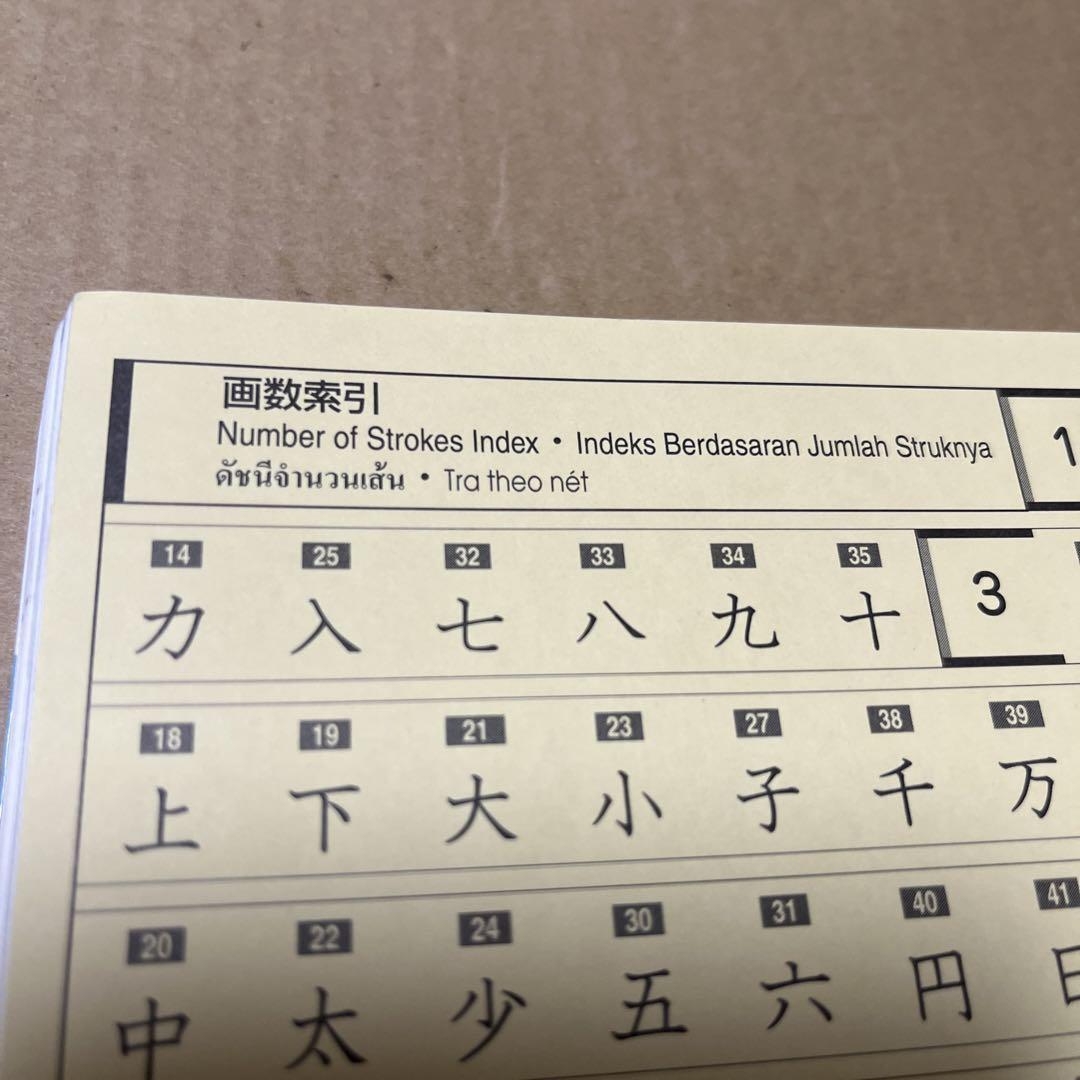 画数索引
Number of Strokes Index • Indeks Berdasaran Jumlah Struknya
ดัชนีจำนวนเส้น • Tra theo nét
1
14 25 32 33 34 35
力 入 七 八 九 十
3
18 19 21 23 27 38 39
上 下 大 小 子 千 万
20 22 24 30 31 40 41
中 太 少 五 六 円